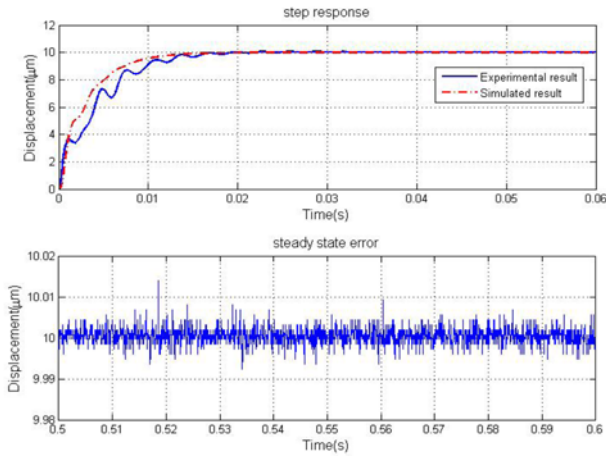 step response
12
10
8
6
4
2
0
Displacement(μm)
Experimental result
Simulated result
0 0.01 0.02 0.03 0.04 0.05 0.06
Time(s)
steady state error
10.02
10.01
10
9.99
9.98
Displacement(μm)
0.5 0.51 0.52 0.53 0.54 0.55 0.56 0.57 0.58 0.59 0.6
Time(s)